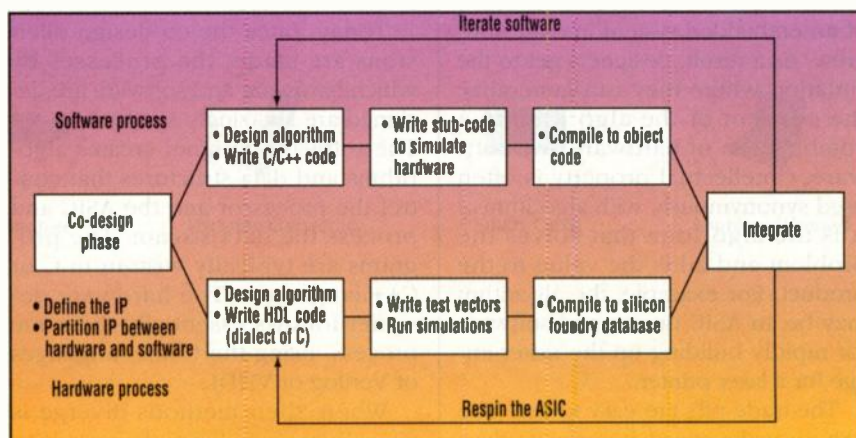 Iterate software
Software process
• Design algorithm
• Write C/C++ code
• Write stub-code
to simulate
hardware
• Compile to object
code
Co-design
phase
Integrate
• Define the IP
• Partition IP between
hardware and software
• Design algorithm
• Write HDL code
(dialect of C)
• Write test vectors
• Run simulations
• Compile to silicon
foundry database
Hardware process
Respin the ASIC